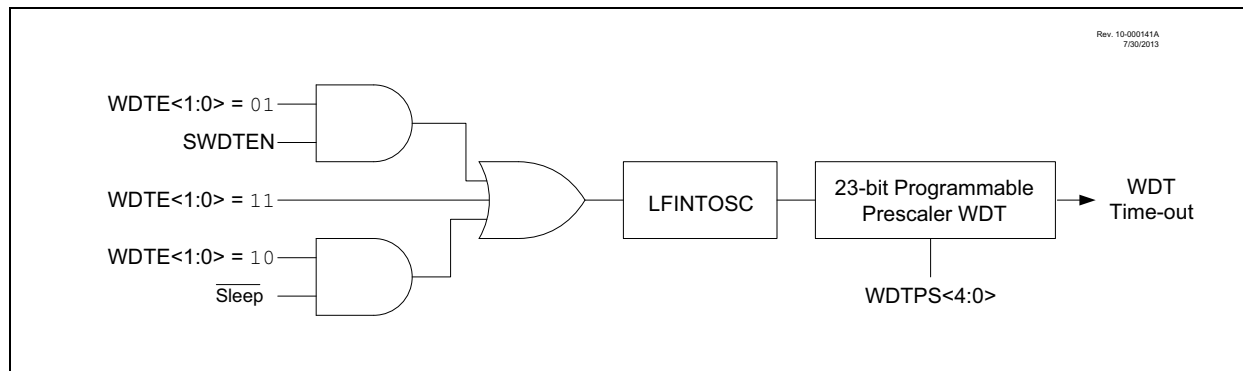 Rev. 10-000141A
7/30/2013
WDTE<1:0> = 01
SWDTEN
WDTE<1:0> = 11
WDTE<1:0> = 10
Sleep
LFINTOSC
23-bit Programmable
Prescaler WDT
WDT
Time-out
WDTPS<4:0>